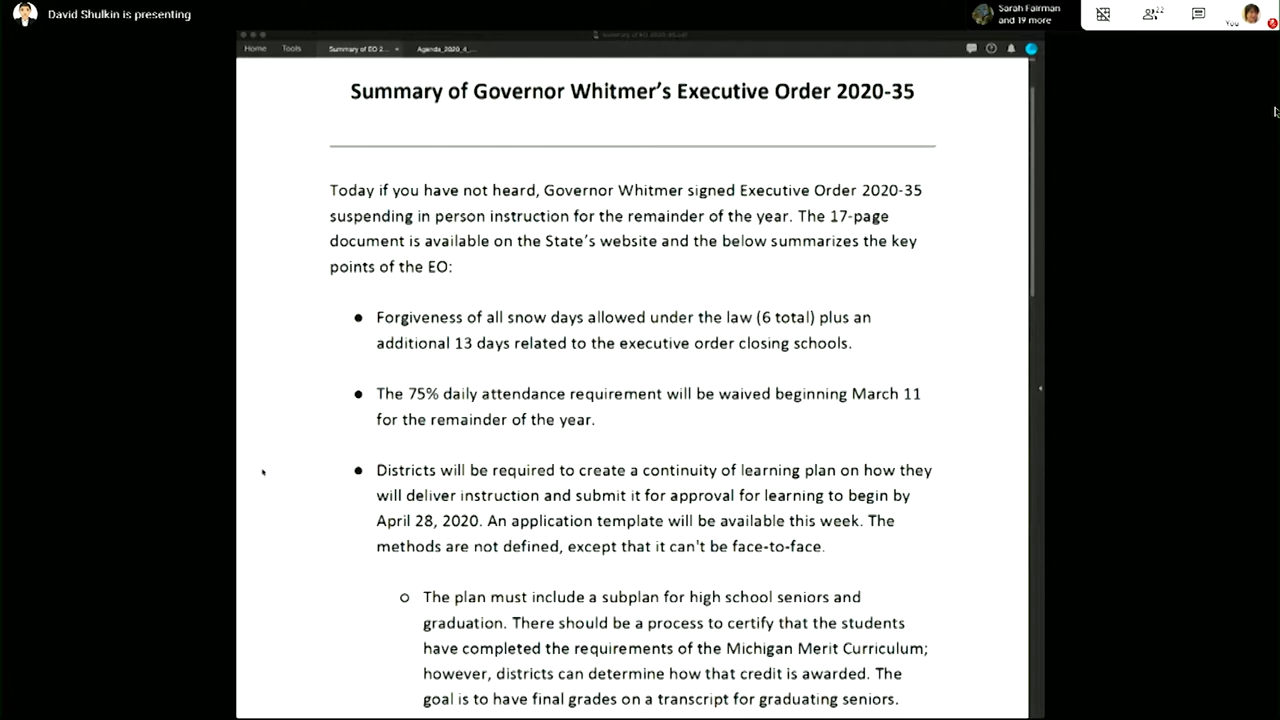 David Shulkin is presenting
Sarah Fairman
and 19 more
22
You
Home Tools Summary of EO 2... Agenda_2020_4_...
Summary of Governor Whitmer's Executive Order 2020-35
Today if you have not heard, Governor Whitmer signed Executive Order 2020-35
suspending in person instruction for the remainder of the year. The 17-page
document is available on the State's website and the below summarizes the key
points of the EO:
● Forgiveness of all snow days allowed under the law (6 total) plus an
additional 13 days related to the executive order closing schools.
● The 75% daily attendance requirement will be waived beginning March 11
for the remainder of the year.
● Districts will be required to create a continuity of learning plan on how they
will deliver instruction and submit it for approval for learning to begin by
April 28, 2020. An application template will be available this week. The
methods are not defined, except that it can't be face-to-face.
○ The plan must include a subplan for high school seniors and
graduation. There should be a process to certify that the students
have completed the requirements of the Michigan Merit Curriculum;
however, districts can determine how that credit is awarded. The
goal is to have final grades on a transcript for graduating seniors.